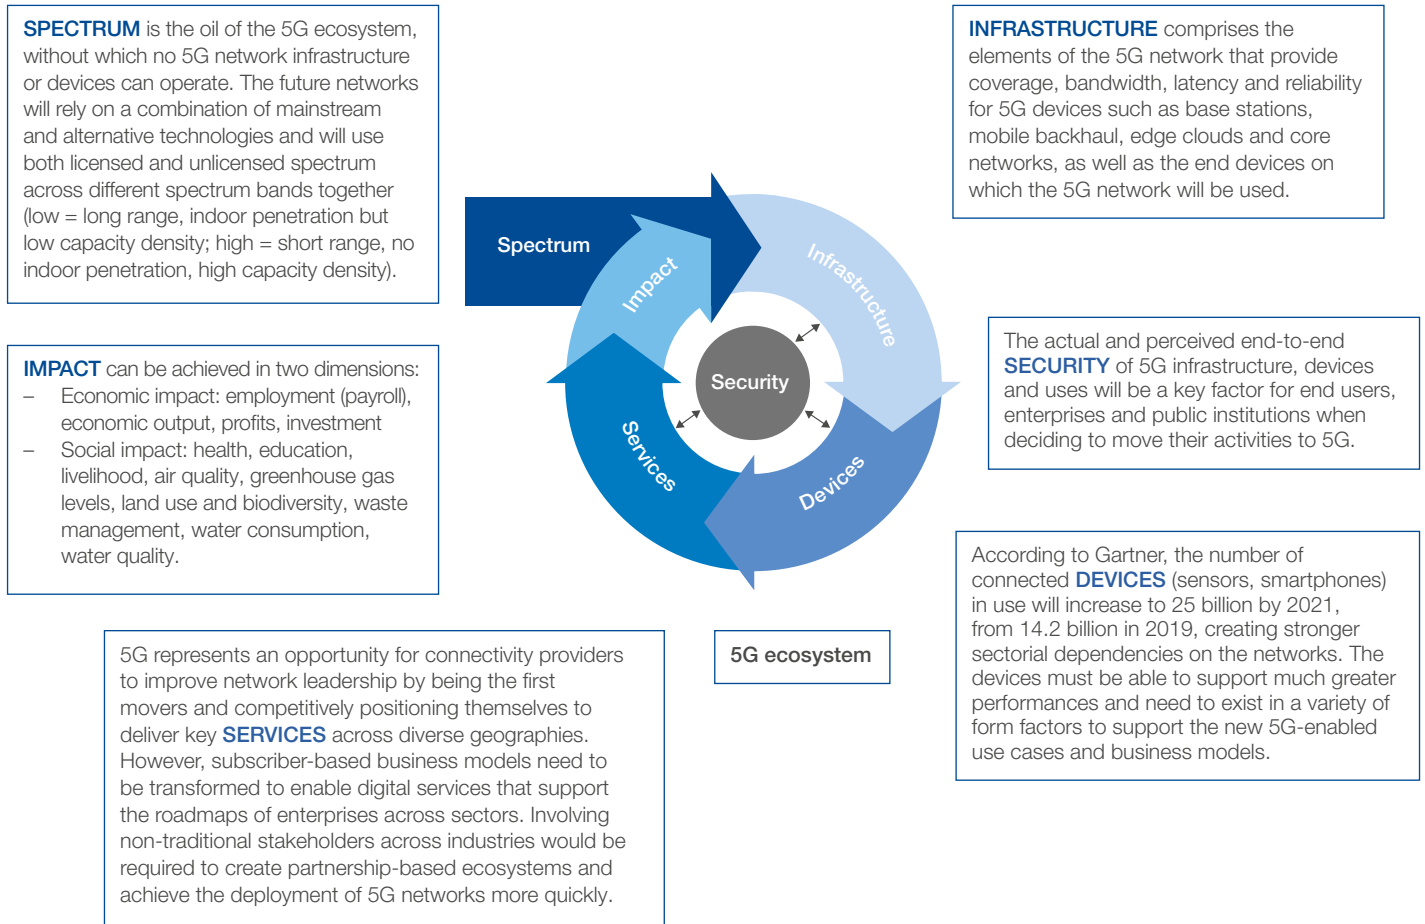 SPECTRUM is the oil of the 5G ecosystem,
without which no 5G network infrastructure
or devices can operate. The future networks
will rely on a combination of mainstream
and alternative technologies and will use
both licensed and unlicensed spectrum
across different spectrum bands together
(low = long range, indoor penetration but
low capacity density; high = short range, no
indoor penetration, high capacity density).
INFRASTRUCTURE comprises the
elements of the 5G network that provide
coverage, bandwidth, latency and reliability
for 5G devices such as base stations,
mobile backhaul, edge clouds and core
networks, as well as the end devices on
which the 5G network will be used.
Spectrum
Impact
Infrastructure
Security
Services
Devices
IMPACT can be achieved in two dimensions:
– Economic impact: employment (payroll),
economic output, profits, investment
– Social impact: health, education,
livelihood, air quality, greenhouse gas
levels, land use and biodiversity, waste
management, water consumption,
water quality.
The actual and perceived end-to-end
SECURITY of 5G infrastructure, devices
and uses will be a key factor for end users,
enterprises and public institutions when
deciding to move their activities to 5G.
According to Gartner, the number of
connected DEVICES (sensors, smartphones)
in use will increase to 25 billion by 2021,
from 14.2 billion in 2019, creating stronger
sectorial dependencies on the networks. The
devices must be able to support much greater
performances and need to exist in a variety of
form factors to support the new 5G-enabled
use cases and business models.
5G represents an opportunity for connectivity providers
to improve network leadership by being the first
movers and competitively positioning themselves to
deliver key SERVICES across diverse geographies.
However, subscriber-based business models need to
be transformed to enable digital services that support
the roadmaps of enterprises across sectors. Involving
non-traditional stakeholders across industries would be
required to create partnership-based ecosystems and
achieve the deployment of 5G networks more quickly.
5G ecosystem